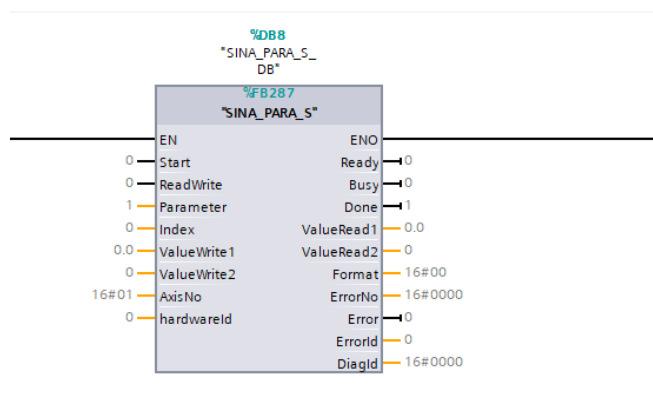 %DB8
"SINA_PARA_S_
DB"
%FB287
"SINA_PARA_S"
EN ENO
0 Start Ready 0
0 ReadWrite Busy 0
1 Parameter Done 1
0 Index ValueRead1 0.0
0.0 ValueWrite1 ValueRead2 0
0 ValueWrite2 Format 16#00
16#01 AxisNo ErrorNo 16#0000
0 hardwareId Error 0
ErrorId 0
DiagId 16#0000